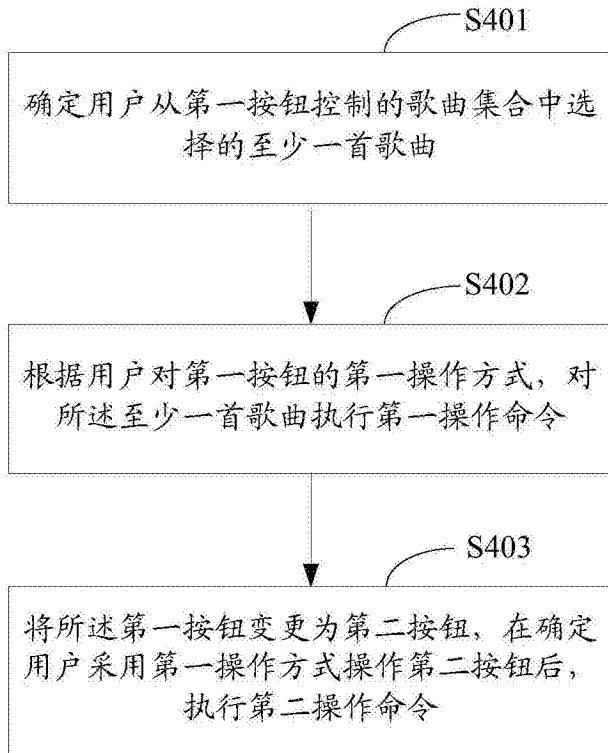 S401
确定用户从第一按钮控制的歌曲集合中选
择的至少一首歌曲
S402
根据用户对第一按钮的第一操作方式，对
所述至少一首歌曲执行第一操作命令
S403
将所述第一按钮变更为第二按钮，在确定
用户采用第一操作方式操作第二按钮后，
执行第二操作命令